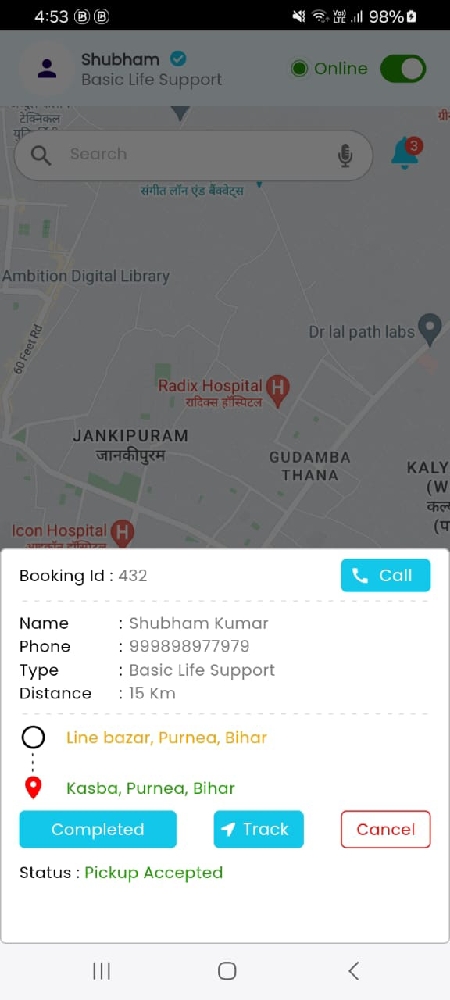 4:53
98%
Shubham
Basic Life Support
Online
टेक्निकल
Search
3
संगीत लॉन एंड बैंक्वेट्स
Ambition Digital Library
60 Feet Rd
Dr lal path labs
Radix Hospital H
रादिक्स हॉस्पिटल
JANKIPURAM
जानकीपुरम
GUDAMBA
THANA
KALY
(W
Icon Hospital H
Booking Id : 432
Call
Name : Shubham Kumar
Phone : 999898977979
Type : Basic Life Support
Distance : 15 Km
Line bazar, Purnea, Bihar
Kasba, Purnea, Bihar
Completed
Track
Cancel
Status : Pickup Accepted